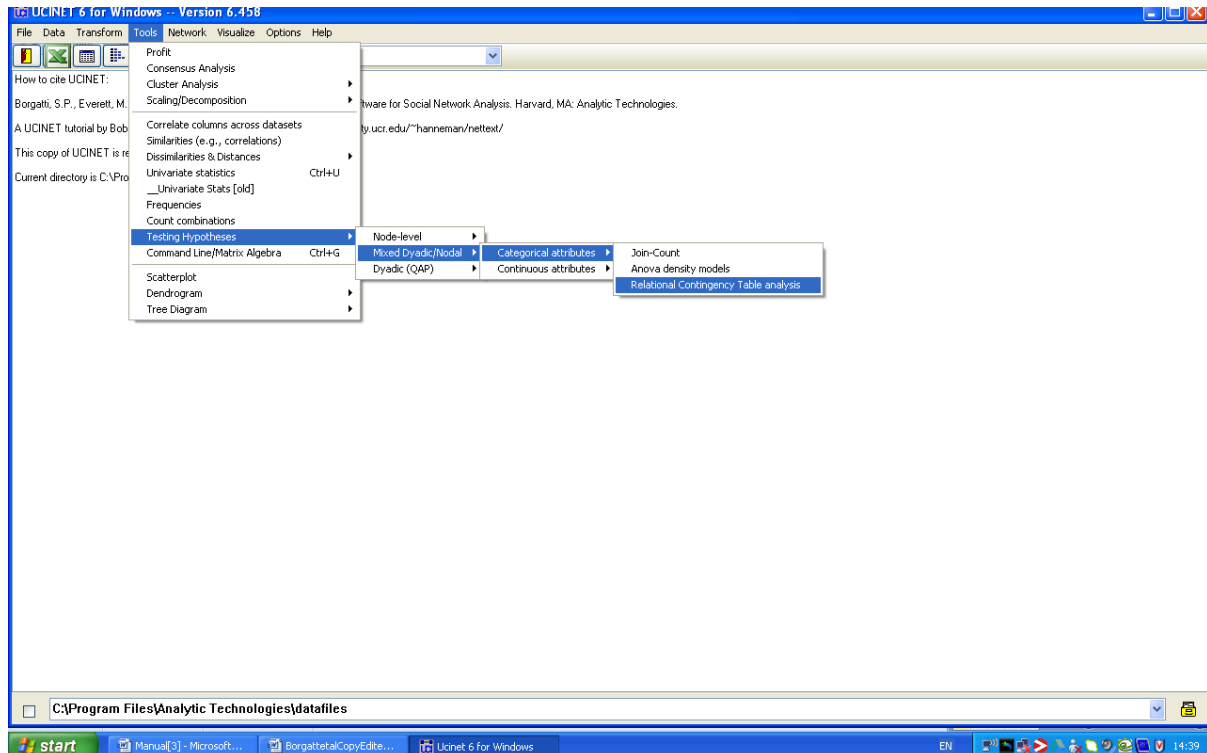 UCINET 6 for Windows -- Version 6.458
File Data Transform Tools Network Visualize Options Help
How to cite UCINET:
Borgatti, S.P., Everett, M.
tware for Social Network Analysis. Harvard, MA: Analytic Technologies.
A UCINET tutorial by Bob
ty.ucr.edu/~hanneman/nettext/
This copy of UCINET is re
Current directory is C:\Pro
Profit
Consensus Analysis
Cluster Analysis
Scaling/Decomposition
Correlate columns across datasets
Similarities (e.g., correlations)
Dissimilarities & Distances
Univariate statistics Ctrl+U
__Univariate Stats [old]
Frequencies
Count combinations
Testing Hypotheses
Command Line/Matrix Algebra Ctrl+G
Scatterplot
Dendrogram
Tree Diagram
Node-level
Mixed Dyadic/Nodal
Dyadic (QAP)
Categorical attributes
Continuous attributes
Join-Count
Anova density models
Relational Contingency Table analysis
C:\Program Files\Analytic Technologies\datafiles
start Manual[3] - Microsoft... BorgattetalCopyEdite... Ucinet 6 for Windows EN 14:39